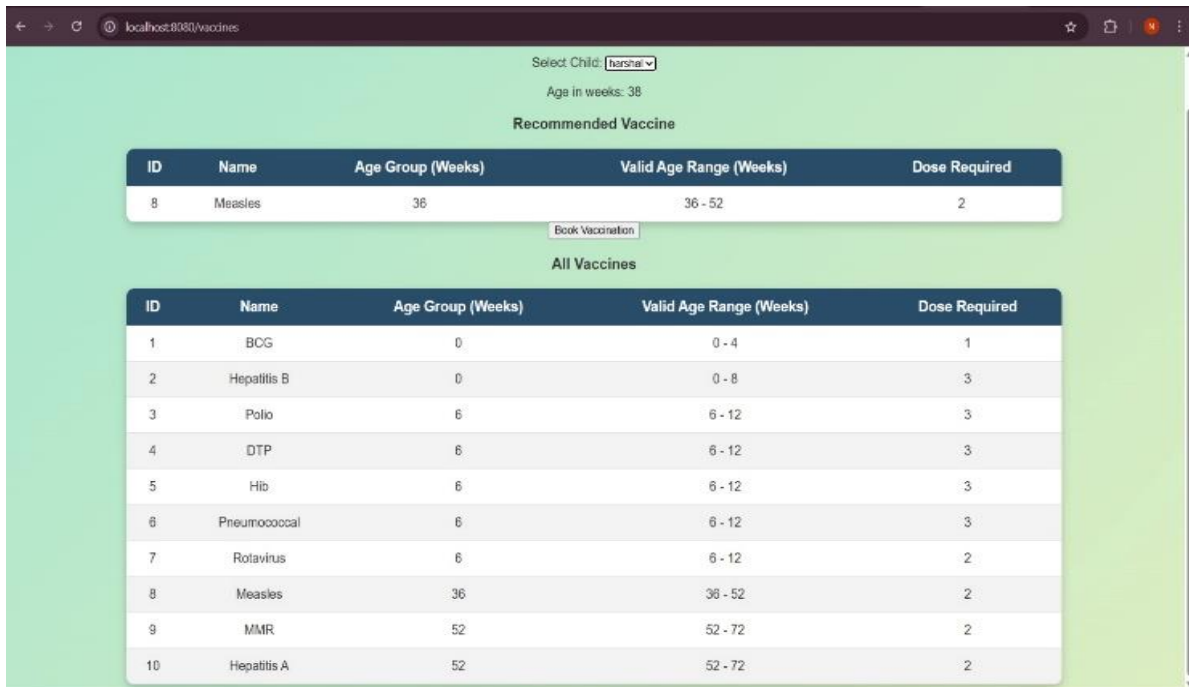 localhost:8080/vaccines
M
Select Child: harshal
Age in weeks: 38
Recommended Vaccine
ID Name Age Group (Weeks) Valid Age Range (Weeks) Dose Required
8 Measles 36 36 - 52 2
Book Vaccination
All Vaccines
ID Name Age Group (Weeks) Valid Age Range (Weeks) Dose Required
1 BCG 0 0 - 4 1
2 Hepatitis B 0 0 - 8 3
3 Polio 6 6 - 12 3
4 DTP 6 6 - 12 3
5 Hib 6 6 - 12 3
6 Pneumococcal 6 6 - 12 3
7 Rotavirus 6 6 - 12 2
8 Measles 36 36 - 52 2
9 MMR 52 52 - 72 2
10 Hepatitis A 52 52 - 72 2